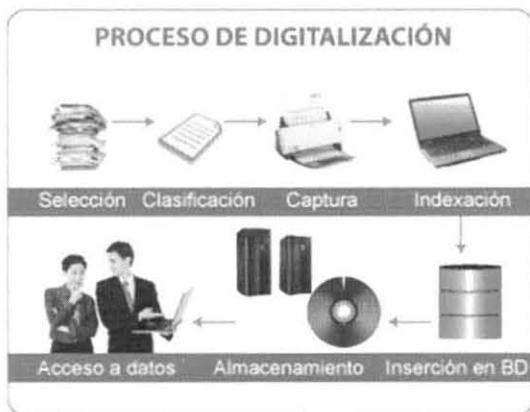 PROCESO DE DIGITALIZACIÓN
Selección Clasificación Captura Indexación
Acceso a datos Almacenamiento Inserción en BD